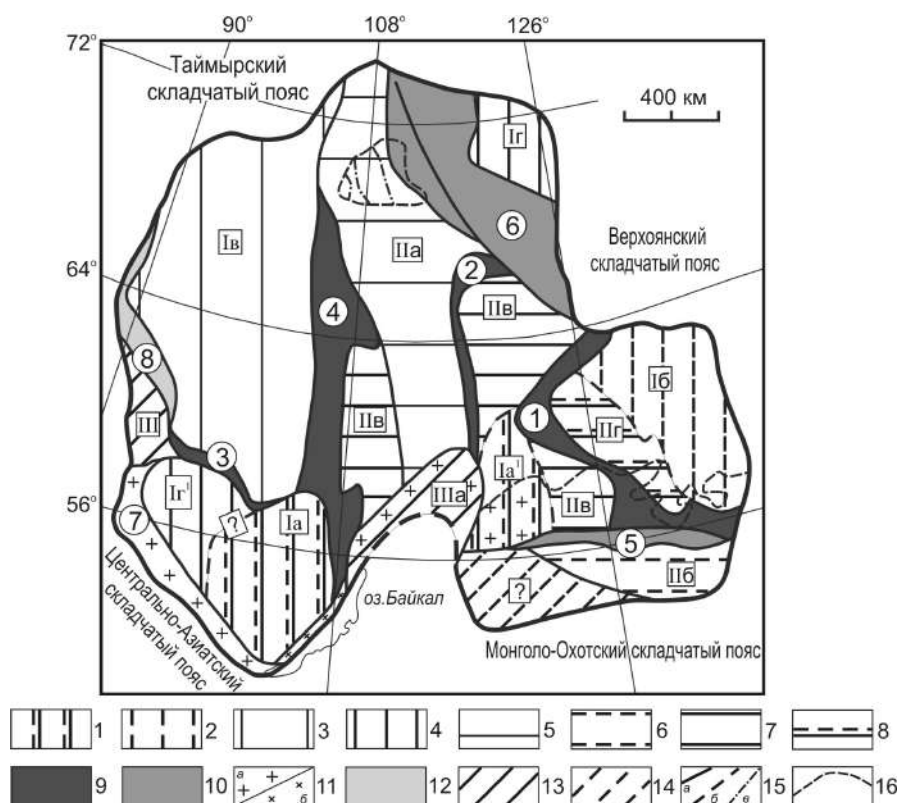 90° 108° 126°
72°
Таймырский
складчатый пояс
400 км
Iг
6
Iв
IIа
Верхоянский
складчатый пояс
64°
2
4
IIв
8
Iб
III
IIв
1
IIг
3
Iа¹
IIIа
Iг¹
?
Iа
IIв
56°
7
5
оз.Байкал
?
IIб
Центрально-Азиатский
складчатый пояс
Монголо-Охотский складчатый пояс
1 2 3 4 5 6 7 8
9 10 а б 11 12 13 14 а б в 15 16